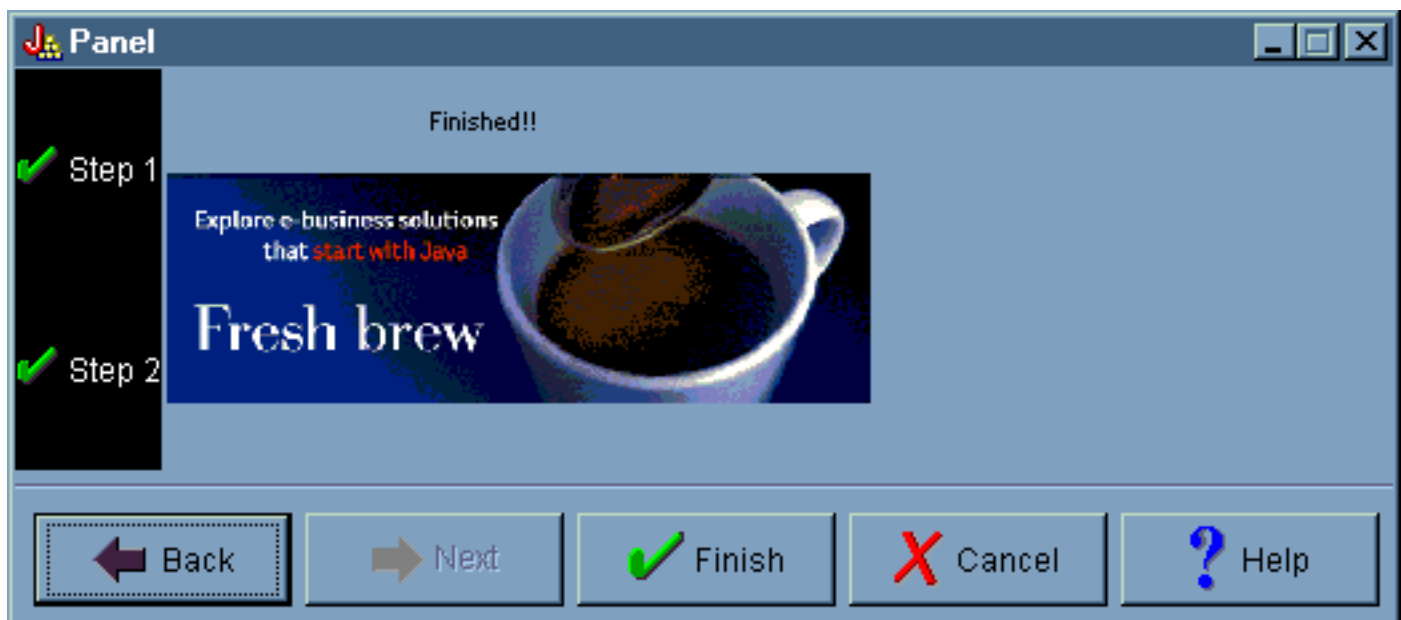 Panel
Finished!!
Step 1
Explore e-business solutions
that start with Java
Fresh brew
Step 2
Back
Next
Finish
Cancel
Help